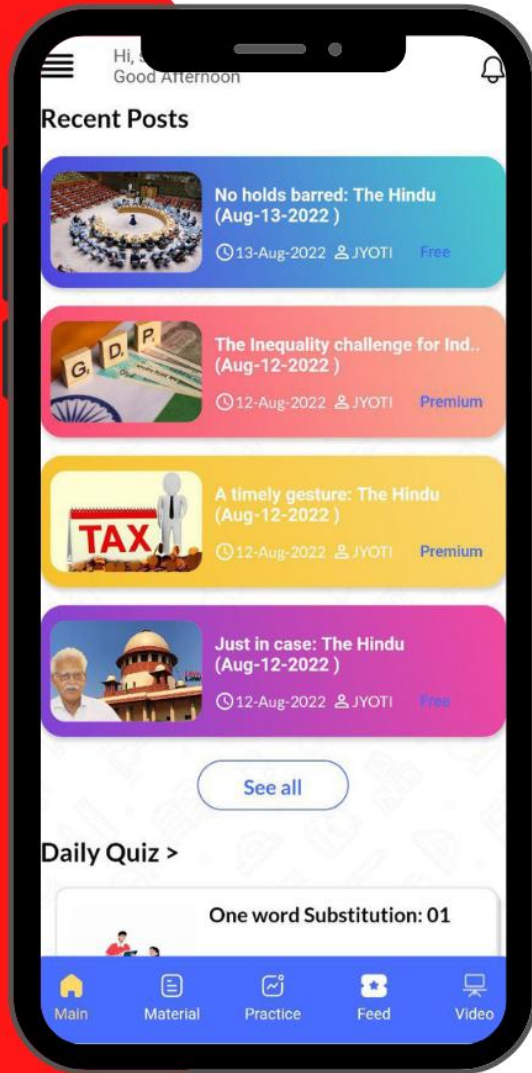 Hi,
Good Afternoon
Recent Posts
No holds barred: The Hindu
(Aug-13-2022 )
13-Aug-2022 JYOTI Free
G D P
The Inequality challenge for Ind..
(Aug-12-2022 )
12-Aug-2022 JYOTI Premium
TAX
A timely gesture: The Hindu
(Aug-12-2022 )
12-Aug-2022 JYOTI Premium
Just in case: The Hindu
(Aug-12-2022 )
12-Aug-2022 JYOTI Free
See all
Daily Quiz >
One word Substitution: 01
Main Material Practice Feed Video